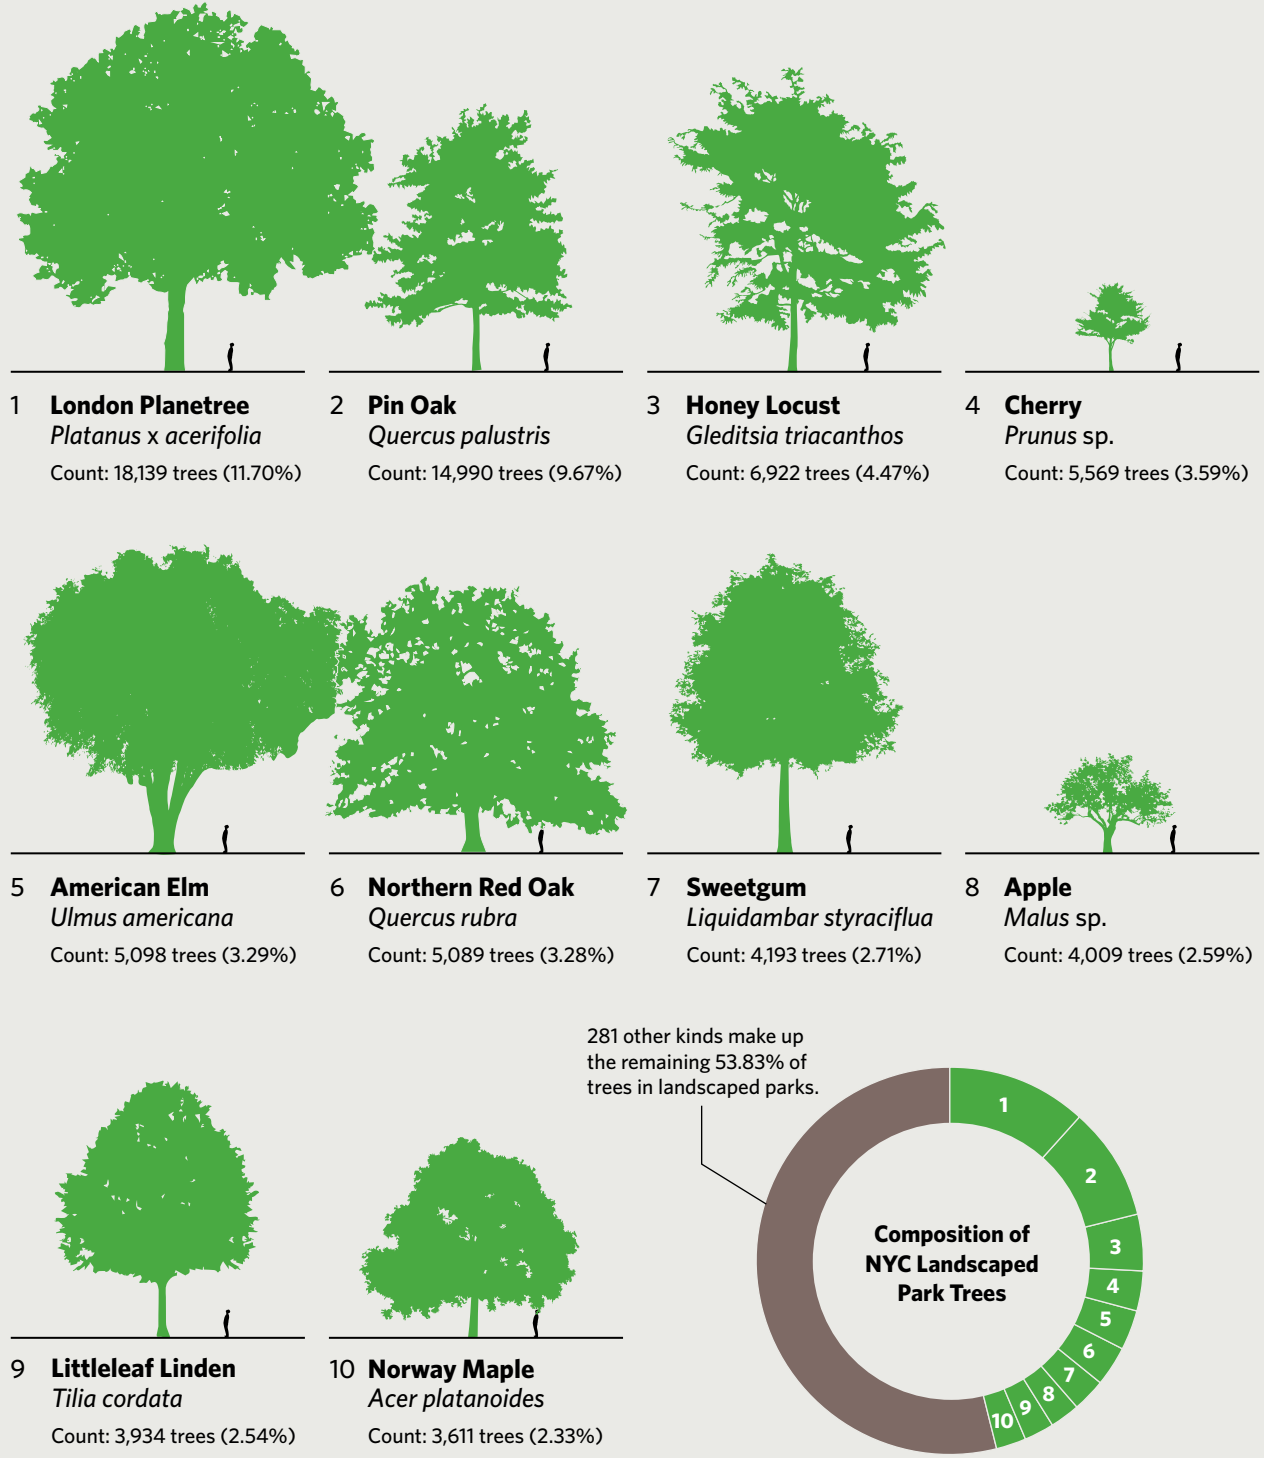 1 London Planetree
Platanus x acerifolia
Count: 18,139 trees (11.70%)
2 Pin Oak
Quercus palustris
Count: 14,990 trees (9.67%)
3 Honey Locust
Gleditsia triacanthos
Count: 6,922 trees (4.47%)
4 Cherry
Prunus sp.
Count: 5,569 trees (3.59%)
5 American Elm
Ulmus americana
Count: 5,098 trees (3.29%)
6 Northern Red Oak
Quercus rubra
Count: 5,089 trees (3.28%)
7 Sweetgum
Liquidambar styraciflua
Count: 4,193 trees (2.71%)
8 Apple
Malus sp.
Count: 4,009 trees (2.59%)
9 Littleleaf Linden
Tilia cordata
Count: 3,934 trees (2.54%)
10 Norway Maple
Acer platanoides
Count: 3,611 trees (2.33%)
281 other kinds make up
the remaining 53.83% of
trees in landscaped parks.
Composition of
NYC Landscaped
Park Trees
1
2
3
4
5
6
7
8
9
10